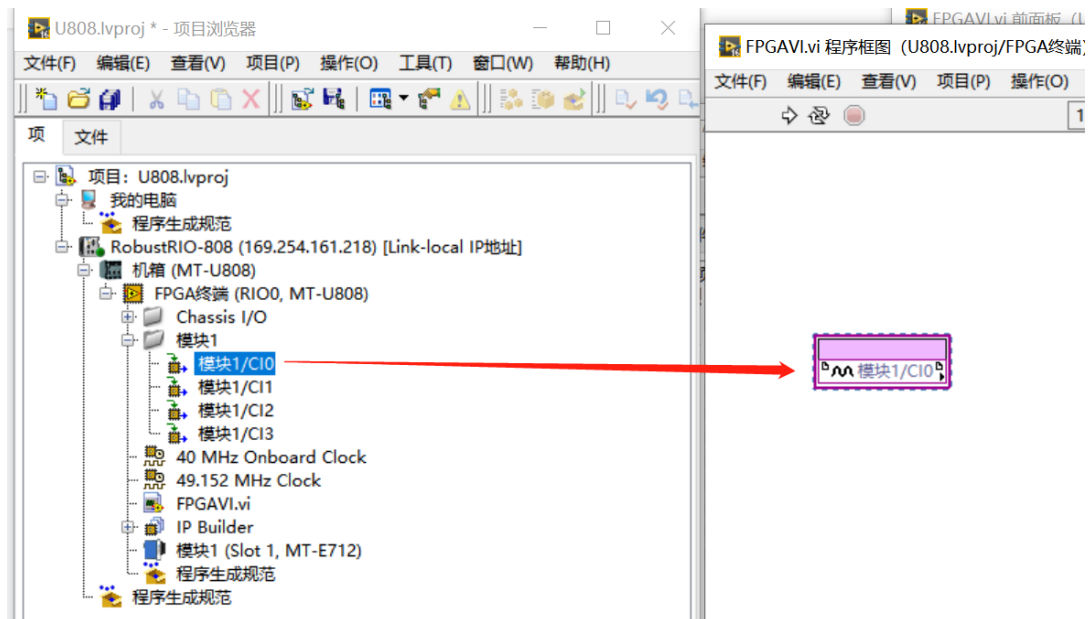 U808.lvproj * - 项目浏览器
文件(F) 编辑(E) 查看(V) 项目(P) 操作(O) 工具(T) 窗口(W) 帮助(H)
项 文件
项目：U808.lvproj
我的电脑
程序生成规范
RobustRIO-808 (169.254.161.218) [Link-local IP地址]
机箱 (MT-U808)
FPGA终端 (RIO0, MT-U808)
Chassis I/O
模块1
模块1/CI0
模块1/CI1
模块1/CI2
模块1/CI3
40 MHz Onboard Clock
49.152 MHz Clock
FPGAVI.vi
IP Builder
模块1 (Slot 1, MT-E712)
程序生成规范
程序生成规范
FPGAVI.vi 前面板（U
FPGAVI.vi 程序框图（U808.lvproj/FPGA终端）
文件(F) 编辑(E) 查看(V) 项目(P) 操作(O)
1
模块1/CI0